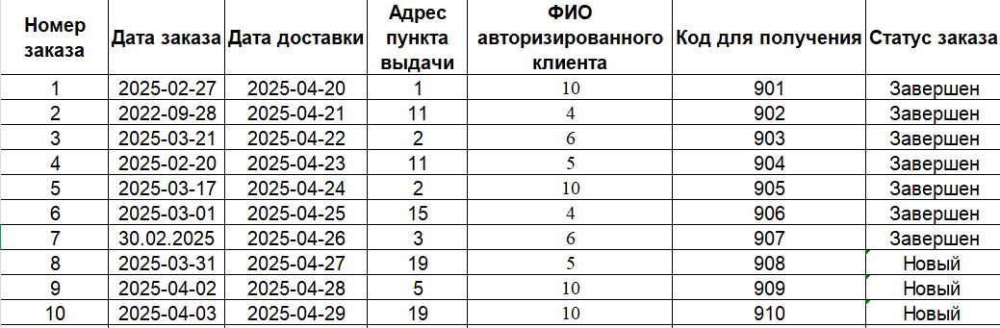 Номер заказа Дата заказа Дата доставки Адрес пункта выдачи ФИО авторизированного клиента Код для получения Статус заказа
1 2025-02-27 2025-04-20 1 10 901 Завершен
2 2022-09-28 2025-04-21 11 4 902 Завершен
3 2025-03-21 2025-04-22 2 6 903 Завершен
4 2025-02-20 2025-04-23 11 5 904 Завершен
5 2025-03-17 2025-04-24 2 10 905 Завершен
6 2025-03-01 2025-04-25 15 4 906 Завершен
7 30.02.2025 2025-04-26 3 6 907 Завершен
8 2025-03-31 2025-04-27 19 5 908 Новый
9 2025-04-02 2025-04-28 5 10 909 Новый
10 2025-04-03 2025-04-29 19 10 910 Новый